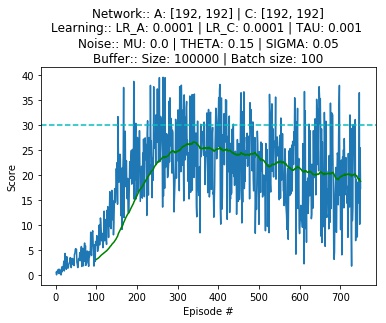 Network:: A: [192, 192] | C: [192, 192]
Learning:: LR_A: 0.0001 | LR_C: 0.0001 | TAU: 0.001
Noise:: MU: 0.0 | THETA: 0.15 | SIGMA: 0.05
Buffer:: Size: 100000 | Batch size: 100
40
35
30
25
20
15
10
5
0
Score
0 100 200 300 400 500 600 700
Episode #